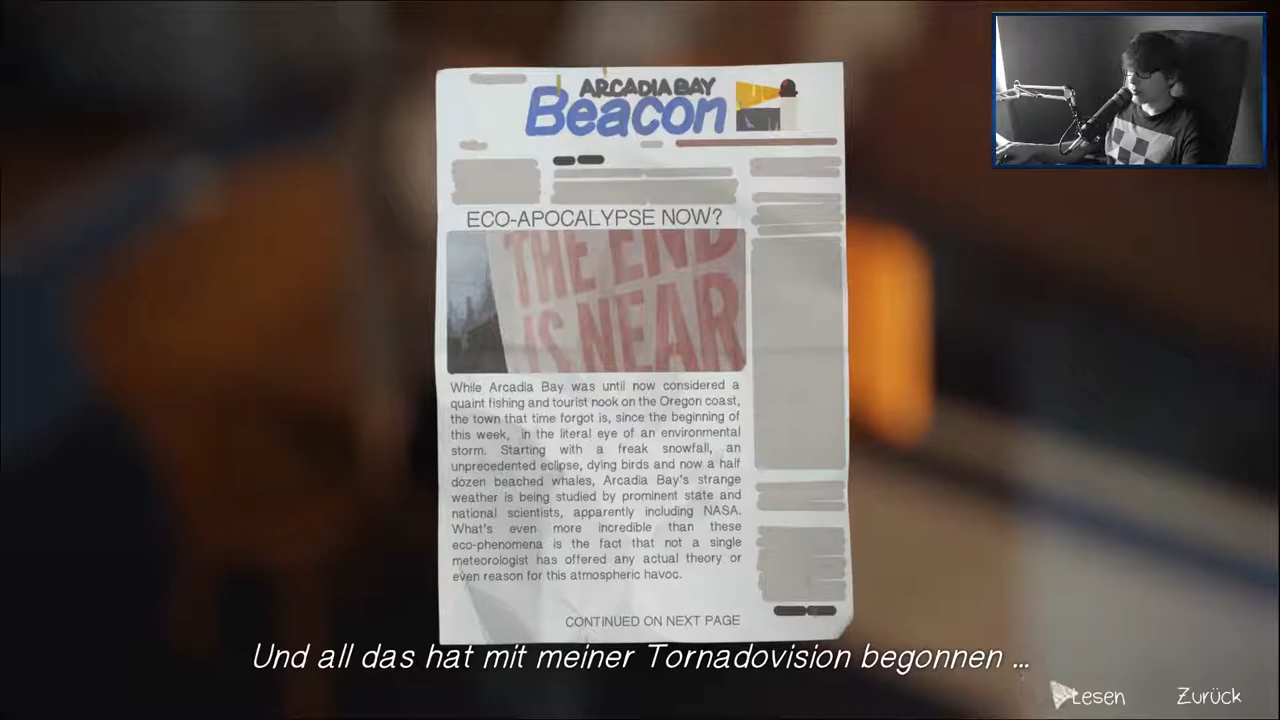 ARCADIA BAY
Beacon
ECO-APOCALYPSE NOW?
THE END
IS NEAR
While Arcadia Bay was until now considered a
quaint fishing and tourist nook on the Oregon coast,
the town that time forgot is, since the beginning of
this week, in the literal eye of an environmental
storm. Starting with a freak snowfall, an
unprecedented eclipse, dying birds and now a half
dozen beached whales, Arcadia Bay's strange
weather is being studied by prominent state and
national scientists, apparently including NASA.
What's even more incredible than these
eco-phenomena is the fact that not a single
meteorologist has offered any actual theory or
even reason for this atmospheric havoc.
CONTINUED ON NEXT PAGE
Und all das hat mit meiner Tornadovision begonnen ...
Lesen Zurück